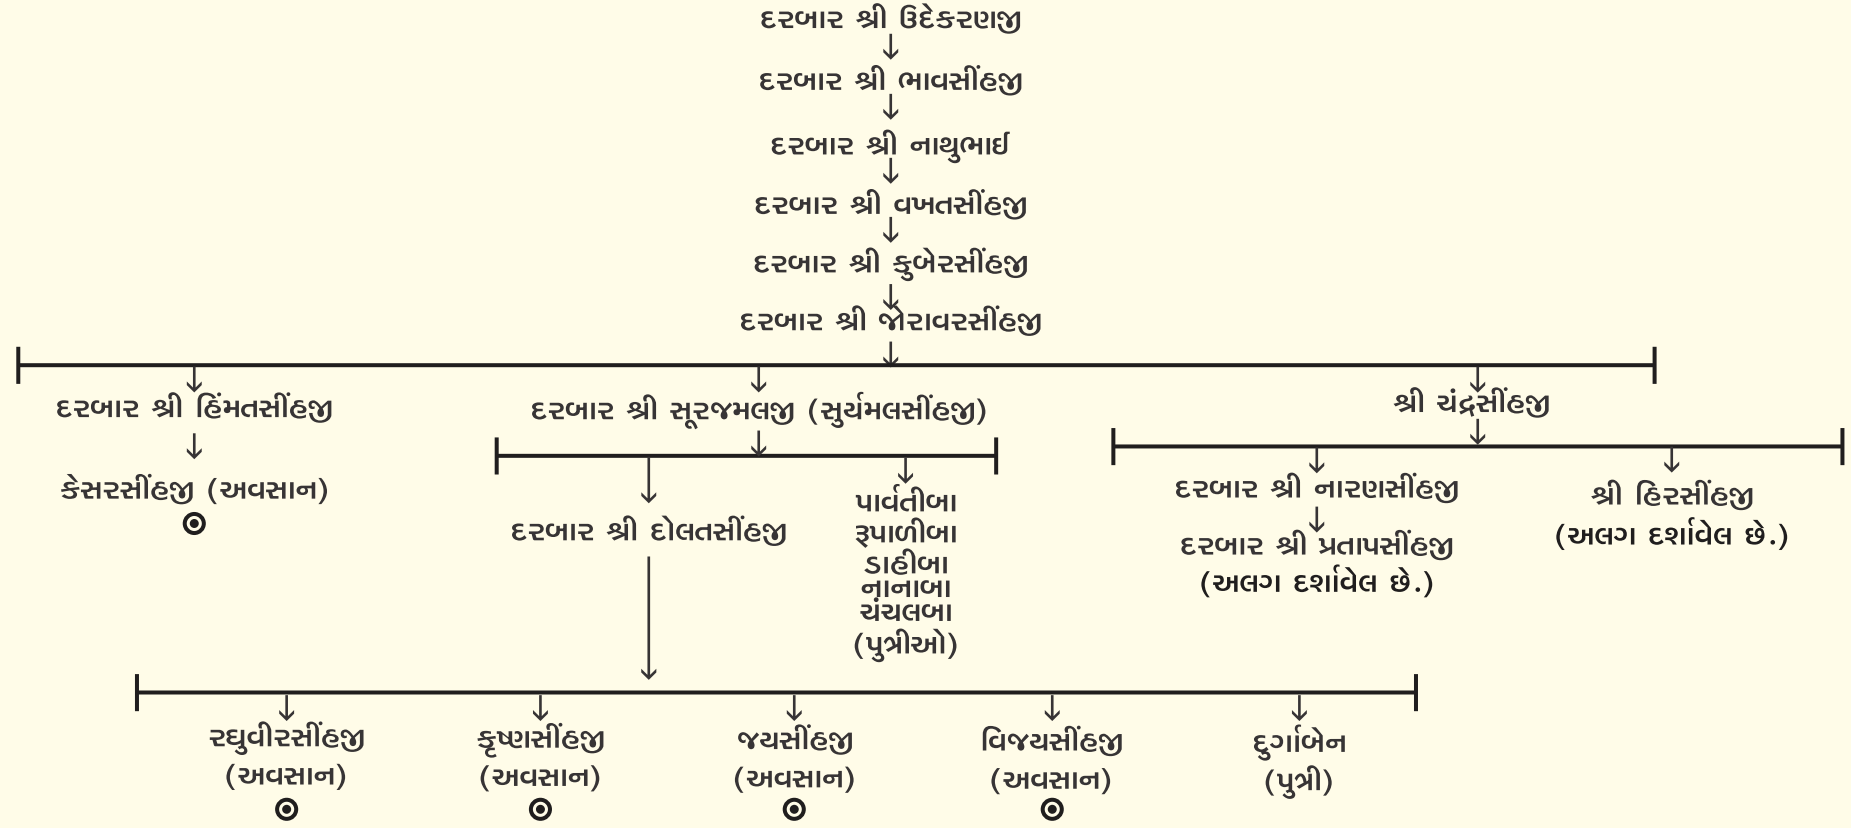 દરબાર શ્રી ઉદેકરણજી
દરબાર શ્રી ભાવસીંહજી
દરબાર શ્રી નાથુભાઈ
દરબાર શ્રી વખતસીંહજી
દરબાર શ્રી કુબેરસીંહજી
દરબાર શ્રી જોરાવરસીંહજી
દરબાર શ્રી હિંમતસીંહજી
દરબાર શ્રી સૂરજમલજી (સુર્યમલસીંહજી)
શ્રી ચંદ્રસીંહજી
કેસરસીંહજી (અવસાન)
દરબાર શ્રી દોલતસીંહજી
પાર્વતીબા
રૂપાળીબા
ડાહીબા
નાનાબા
ચંચલબા
(પુત્રીઓ)
દરબાર શ્રી નારણસીંહજી
દરબાર શ્રી પ્રતાપસીંહજી
(અલગ દર્શાવેલ છે.)
શ્રી હિરસીંહજી
(અલગ દર્શાવેલ છે.)
રઘુવીરસીંહજી
(અવસાન)
કૃષ્ણસીંહજી
(અવસાન)
જયસીંહજી
(અવસાન)
વિજયસીંહજી
(અવસાન)
દુર્ગાબેન
(પુત્રી)